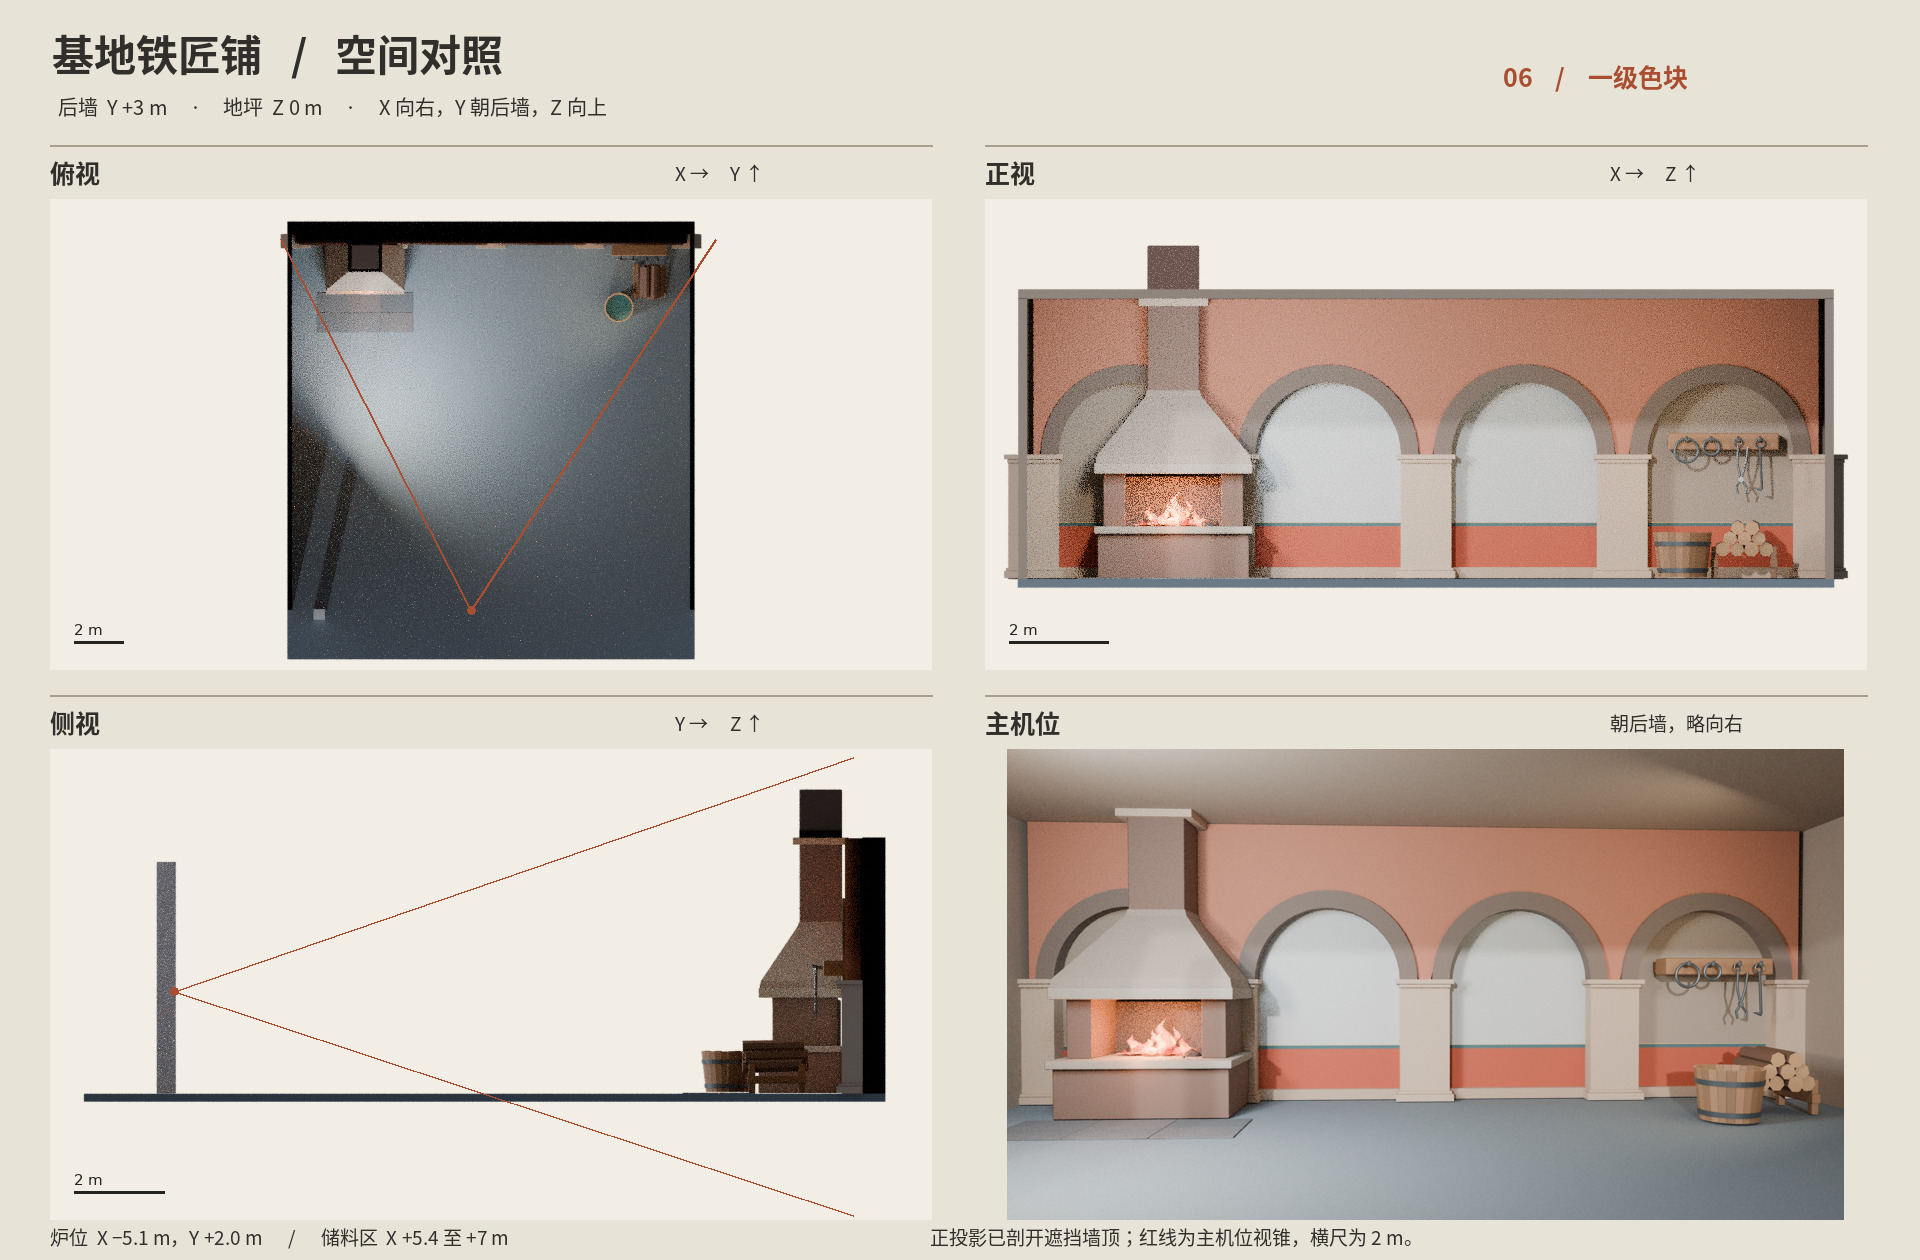 基地铁匠铺 / 空间对照
06 / 一级色块
后墙 Y +3 m · 地坪 Z 0 m · X 向右，Y 朝后墙，Z 向上
俯视 X → Y ↑
2 m
正视 X → Z ↑
2 m
侧视 Y → Z ↑
2 m
主机位 朝后墙，略向右
炉位 X −5.1 m，Y +2.0 m / 储料区 X +5.4 至 +7 m
正投影已剖开遮挡墙顶；红线为主机位视锥，横尺为 2 m。